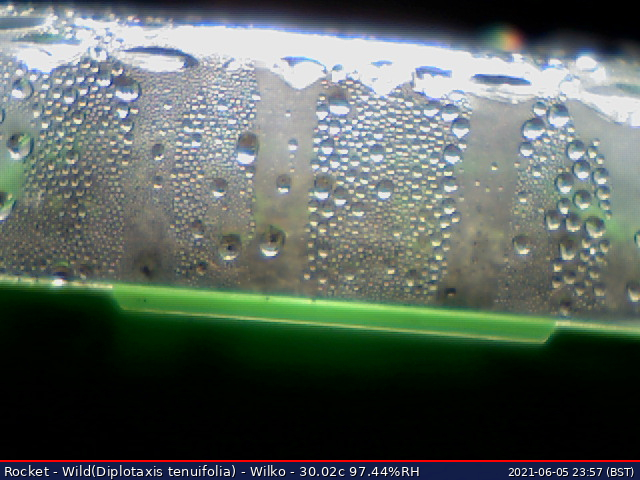 Rocket - Wild(Diplotaxis tenuifolia) - Wilko - 30.02c 97.44%RH
2021-06-05 23:57 (BST)